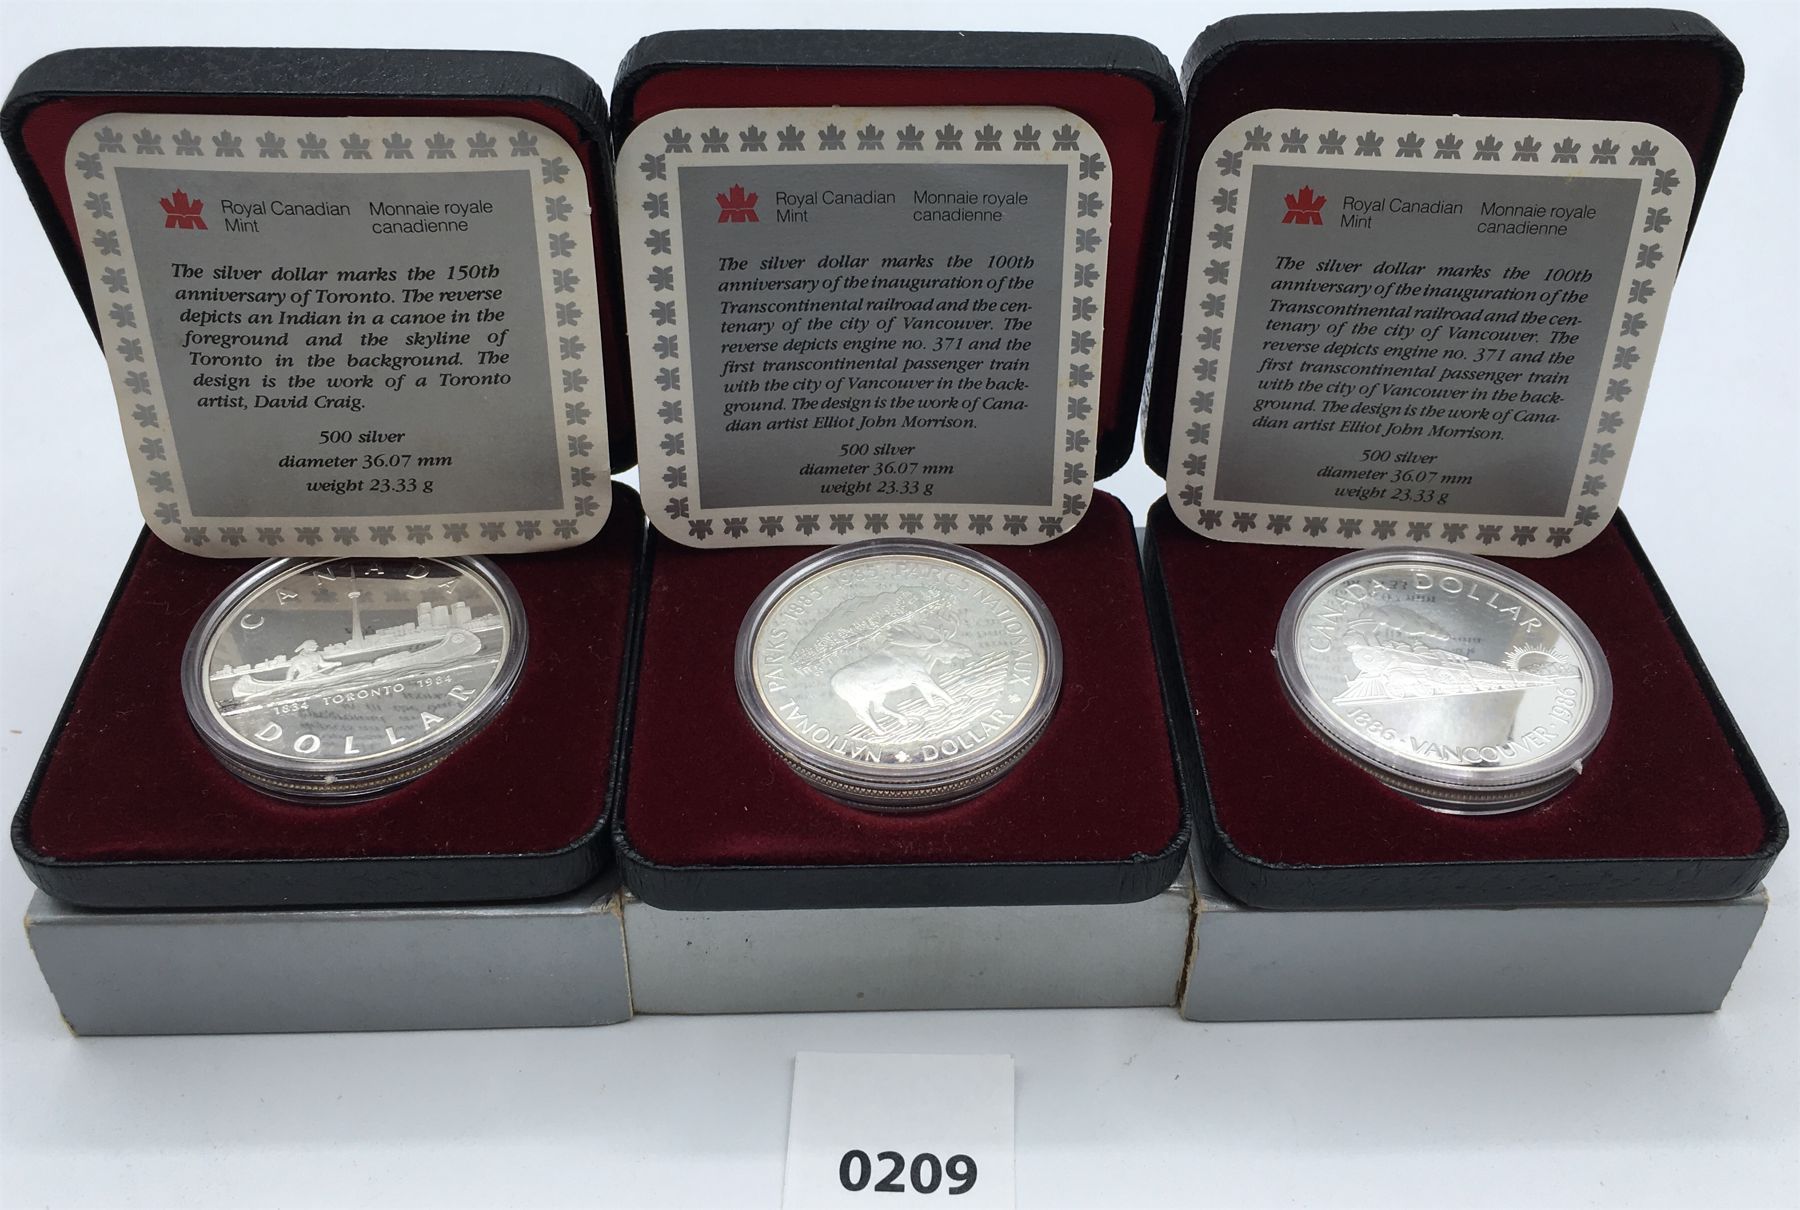 Royal Canadian Monnaie royale
Mint canadienne
The silver dollar marks the 150th
anniversary of Toronto. The reverse
depicts an Indian in a canoe in the
foreground and the skyline of
Toronto in the background. The
design is the work of a Toronto
artist, David Craig.
500 silver
diameter 36.07 mm
weight 23.33 g
CANADA
1834 TORONTO 1984
DOLLAR
Royal Canadian Monnaie royale
Mint canadienne
The silver dollar marks the 100th
anniversary of the inauguration of the
Transcontinental railroad and the cen-
tenary of the city of Vancouver. The
reverse depicts engine no. 371 and the
first transcontinental passenger train
with the city of Vancouver in the back-
ground. The design is the work of Cana-
dian artist Elliot John Morrison.
500 silver
diameter 36.07 mm
weight 23.33 g
NATIONAL PARKS·1885-1985·PARCS NATIONAUX
DOLLAR
Royal Canadian Monnaie royale
Mint canadienne
The silver dollar marks the 100th
anniversary of the inauguration of the
Transcontinental railroad and the cen-
tenary of the city of Vancouver. The
reverse depicts engine no. 371 and the
first transcontinental passenger train
with the city of Vancouver in the back-
ground. The design is the work of Cana-
dian artist Elliot John Morrison.
500 silver
diameter 36.07 mm
weight 23.33 g
CANADA DOLLAR
1886·VANCOUVER·1986
0209